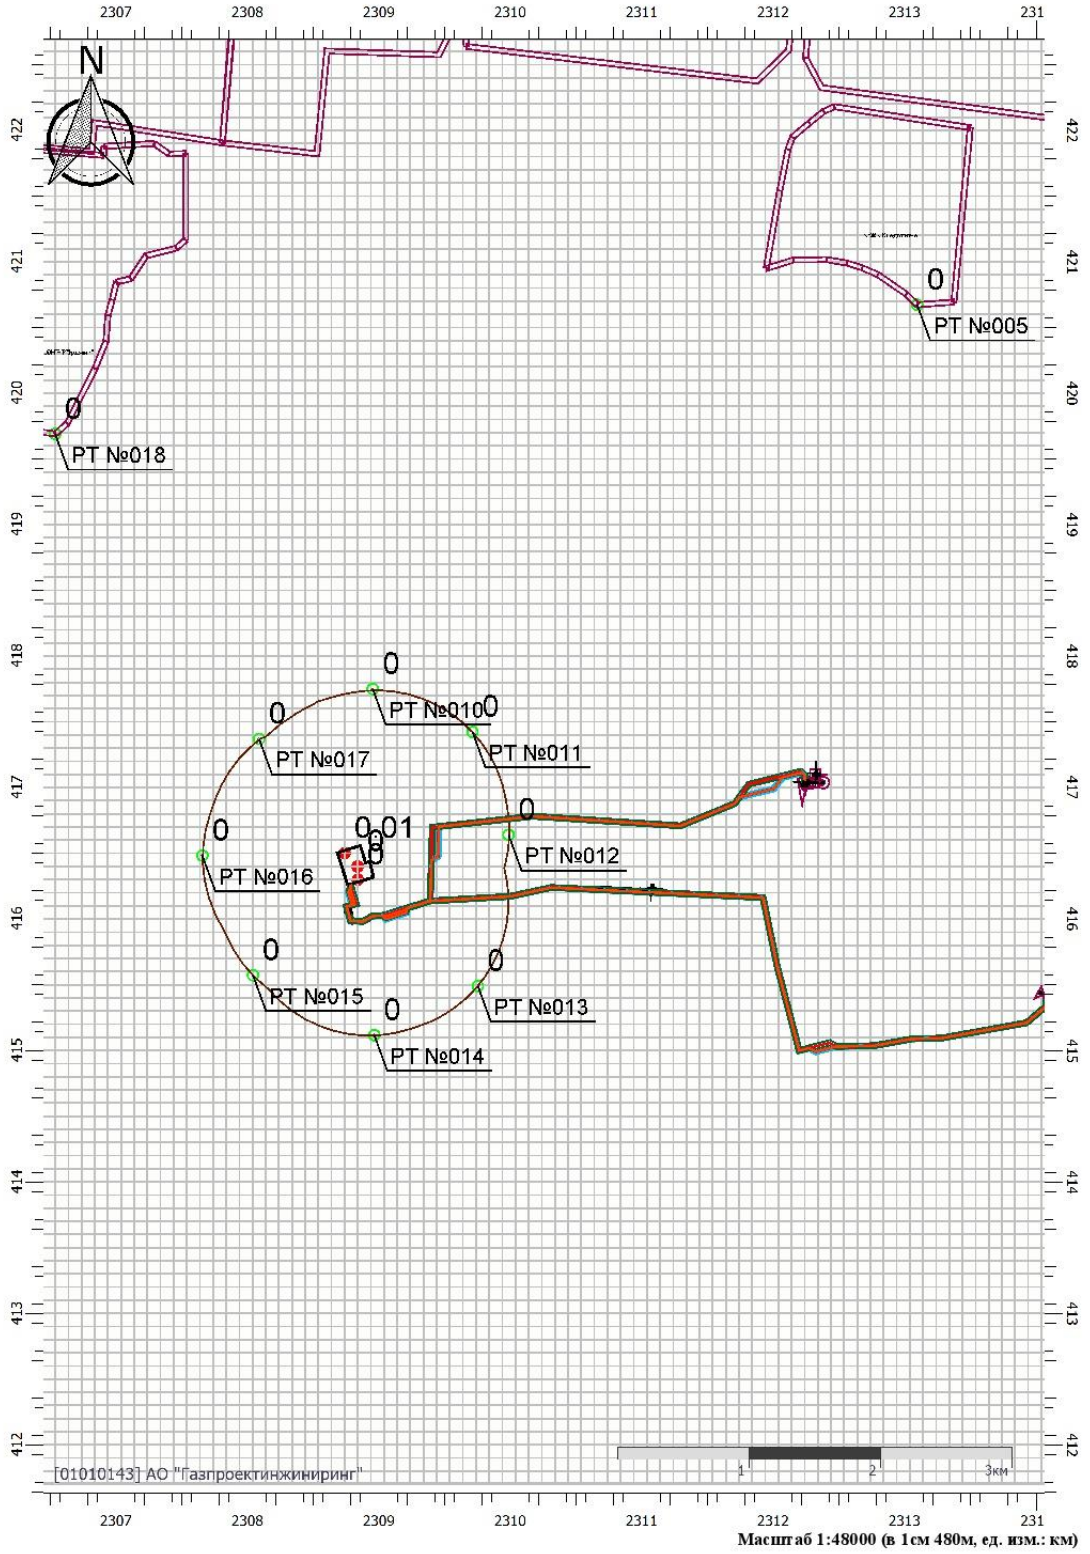 2307 2308 2309 2310 2311 2312 2313 231
N
422 422
421 421
0
РТ №005
420 420
0
РТ №018
419 419
418 418
0
РТ №010
0
РТ №011
0
РТ №017
417 417
0
РТ №012
0.01
0
0
0
РТ №016
416 416
0
РТ №015
0
РТ №013
0
РТ №014
415 415
414 414
413 413
412 412
[01010143] АО "Газпроектинжиниринг"
1 2 3км
2307 2308 2309 2310 2311 2312 2313 231
Масштаб 1:48000 (в 1см 480м, ед. изм.: км)